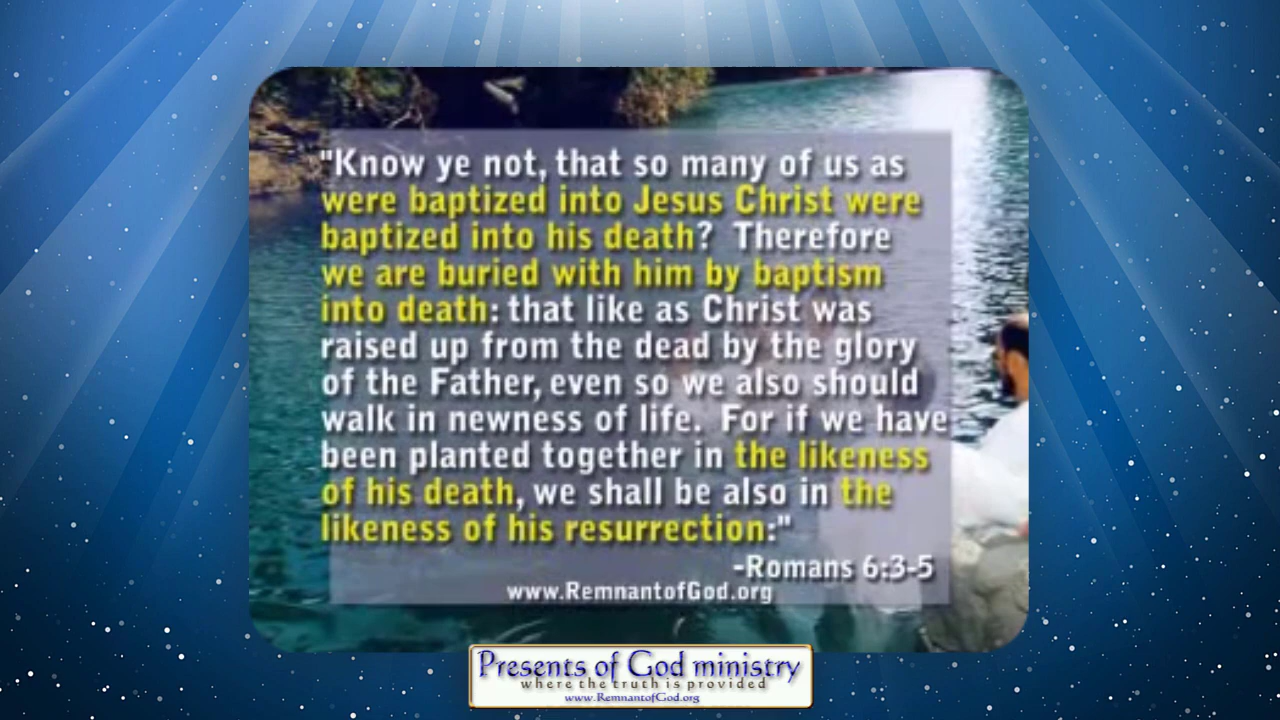 "Know ye not, that so many of us as
were baptized into Jesus Christ were
baptized into his death? Therefore
we are buried with him by baptism
into death: that like as Christ was
raised up from the dead by the glory
of the Father, even so we also should
walk in newness of life. For if we have
been planted together in the likeness
of his death, we shall be also in the
likeness of his resurrection:"
-Romans 6:3-5
www.RemnantofGod.org
Presents of God ministry
where the truth is provided
www.RemnantofGod.org